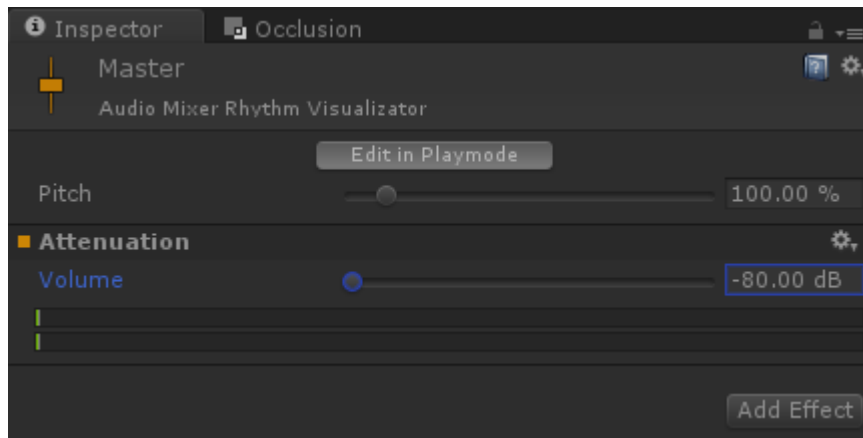 Inspector Occlusion
Master
Audio Mixer Rhythm Visualizator
Edit in Playmode
Pitch 100.00 %
Attenuation
Volume -80.00 dB
Add Effect